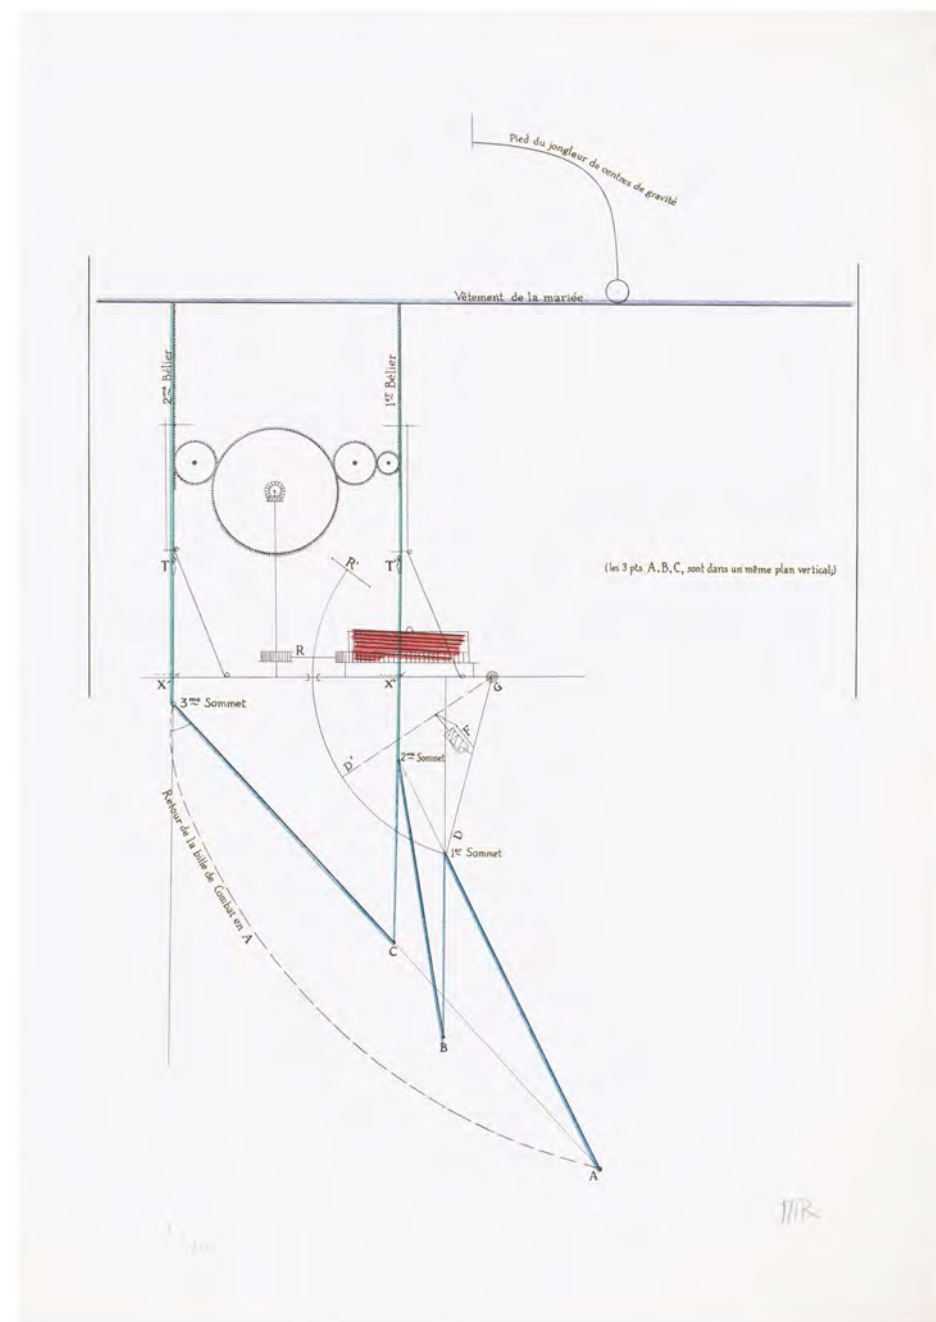 Pied du jongleur de centres de gravité
Vêtement de la mariée
2me Bélier
1er Bélier
R'
T
T'
(les 3 pts. A.B.C, sont dans un même plan vertical;)
R
X
X'
G
3me Sommet
F
D'
2me Sommet
D
1er Sommet
Retour de la bille de Combat en A
C
B
A